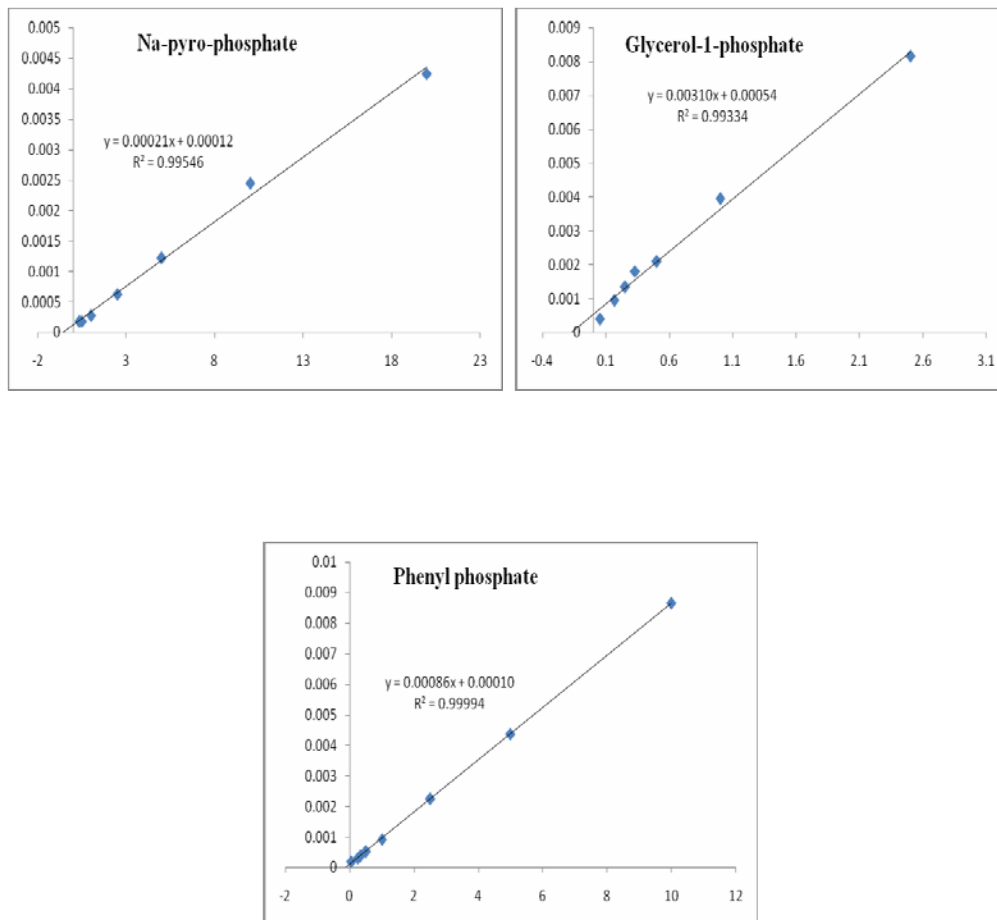 Na-pyro-phosphate
0.005
0.0045
0.004
0.0035
0.003
0.0025
0.002
0.0015
0.001
0.0005
0
y = 0.00021x + 0.00012
R² = 0.99546
-2 3 8 13 18 23
Glycerol-1-phosphate
0.009
0.008
0.007
0.006
0.005
0.004
0.003
0.002
0.001
0
y = 0.00310x + 0.00054
R² = 0.99334
-0.4 0.1 0.6 1.1 1.6 2.1 2.6 3.1
Phenyl phosphate
0.01
0.009
0.008
0.007
0.006
0.005
0.004
0.003
0.002
0.001
0
y = 0.00086x + 0.00010
R² = 0.99994
-2 0 2 4 6 8 10 12